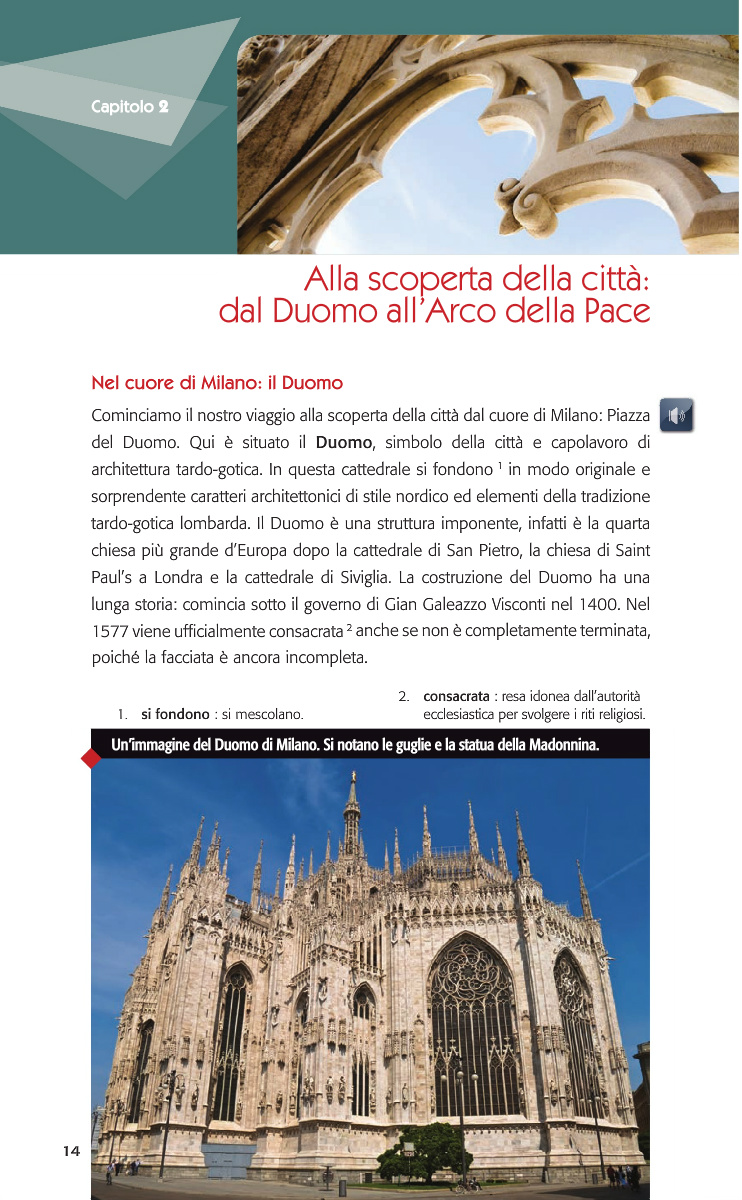 Capitolo 2
Alla scoperta della città:
dal Duomo all'Arco della Pace
Nel cuore di Milano: il Duomo
Cominciamo il nostro viaggio alla scoperta della città dal cuore di Milano: Piazza
del Duomo. Qui è situato il Duomo, simbolo della città e capolavoro di
architettura tardo-gotica. In questa cattedrale si fondono 1 in modo originale e
sorprendente caratteri architettonici di stile nordico ed elementi della tradizione
tardo-gotica lombarda. Il Duomo è una struttura imponente, infatti è la quarta
chiesa più grande d'Europa dopo la cattedrale di San Pietro, la chiesa di Saint
Paul's a Londra e la cattedrale di Siviglia. La costruzione del Duomo ha una
lunga storia: comincia sotto il governo di Gian Galeazzo Visconti nel 1400. Nel
1577 viene ufficialmente consacrata 2 anche se non è completamente terminata,
poiché la facciata è ancora incompleta.
1. si fondono : si mescolano.
2. consacrata : resa idonea dall'autorità
ecclesiastica per svolgere i riti religiosi.
Un'immagine del Duomo di Milano. Si notano le guglie e la statua della Madonnina.
14